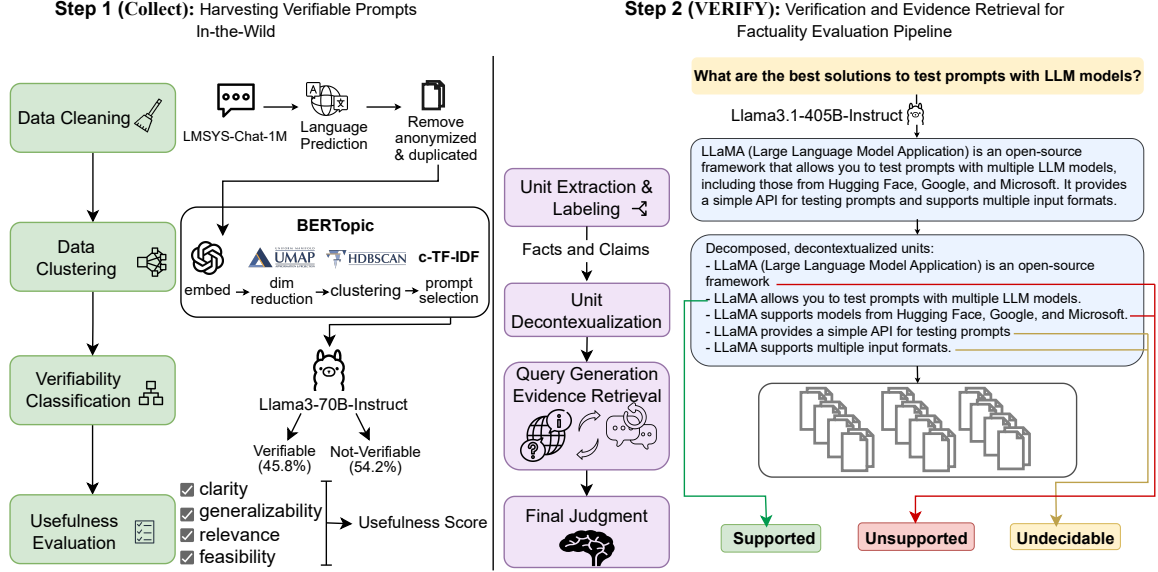 Step 1 (Collect): Harvesting Verifiable Prompts
In-the-Wild
Data Cleaning
LMSYS-Chat-1M
Language
Prediction
Remove
anonymized
& duplicated
Data
Clustering
BERTopic
UMAP
HDBSCAN
c-TF-IDF
embed
dim
reduction
clustering
prompt
selection
Verifiability
Classification
Llama3-70B-Instruct
Verifiable
(45.8%)
Not-Verifiable
(54.2%)
Usefulness
Evaluation
clarity
generalizability
relevance
feasibility
Usefulness Score
Step 2 (VERIFY): Verification and Evidence Retrieval for
Factuality Evaluation Pipeline
Unit Extraction &
Labeling
Facts and Claims
Unit
Decontexualization
Query Generation
Evidence Retrieval
Final Judgment
What are the best solutions to test prompts with LLM models?
Llama3.1-405B-Instruct
LLaMA (Large Language Model Application) is an open-source
framework that allows you to test prompts with multiple LLM models,
including those from Hugging Face, Google, and Microsoft. It provides
a simple API for testing prompts and supports multiple input formats.
Decomposed, decontextualized units:
- LLaMA (Large Language Model Application) is an open-source
framework
- LLaMA allows you to test prompts with multiple LLM models.
- LLaMA supports models from Hugging Face, Google, and Microsoft.
- LLaMA provides a simple API for testing prompts
- LLaMA supports multiple input formats.
Supported
Unsupported
Undecidable